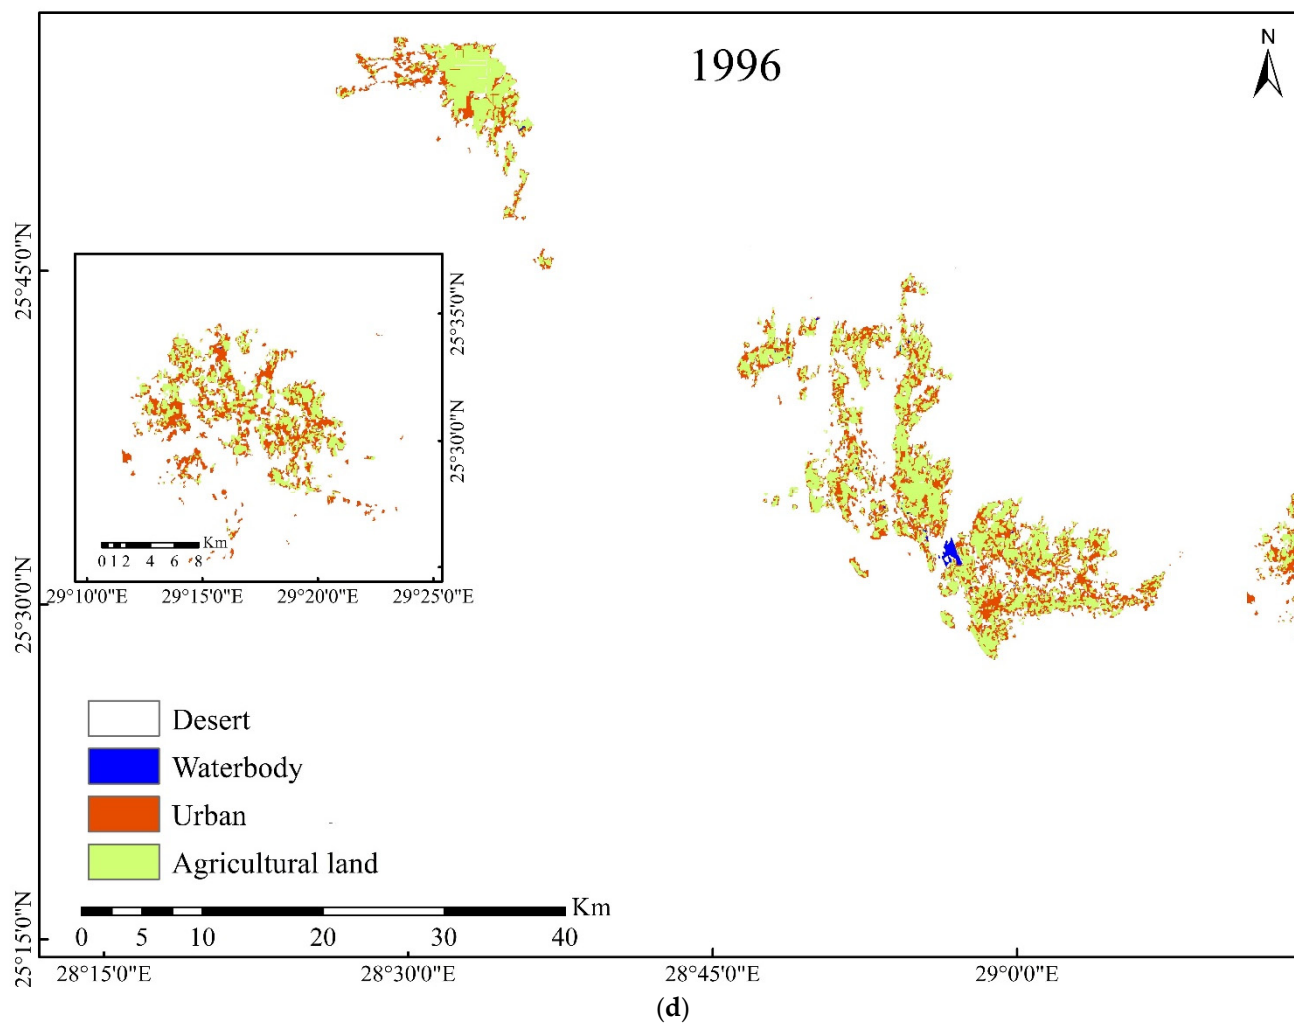 1996
N
25°45'0"N
25°35'0"N
25°30'0"N
Km
0 1 2 4 6 8
29°10'0"E 29°15'0"E 29°20'0"E 29°25'0"E
25°30'0"N
Desert
Waterbody
Urban
Agricultural land
Km
0 5 10 20 30 40
25°15'0"N
28°15'0"E 28°30'0"E 28°45'0"E 29°0'0"E
(d)